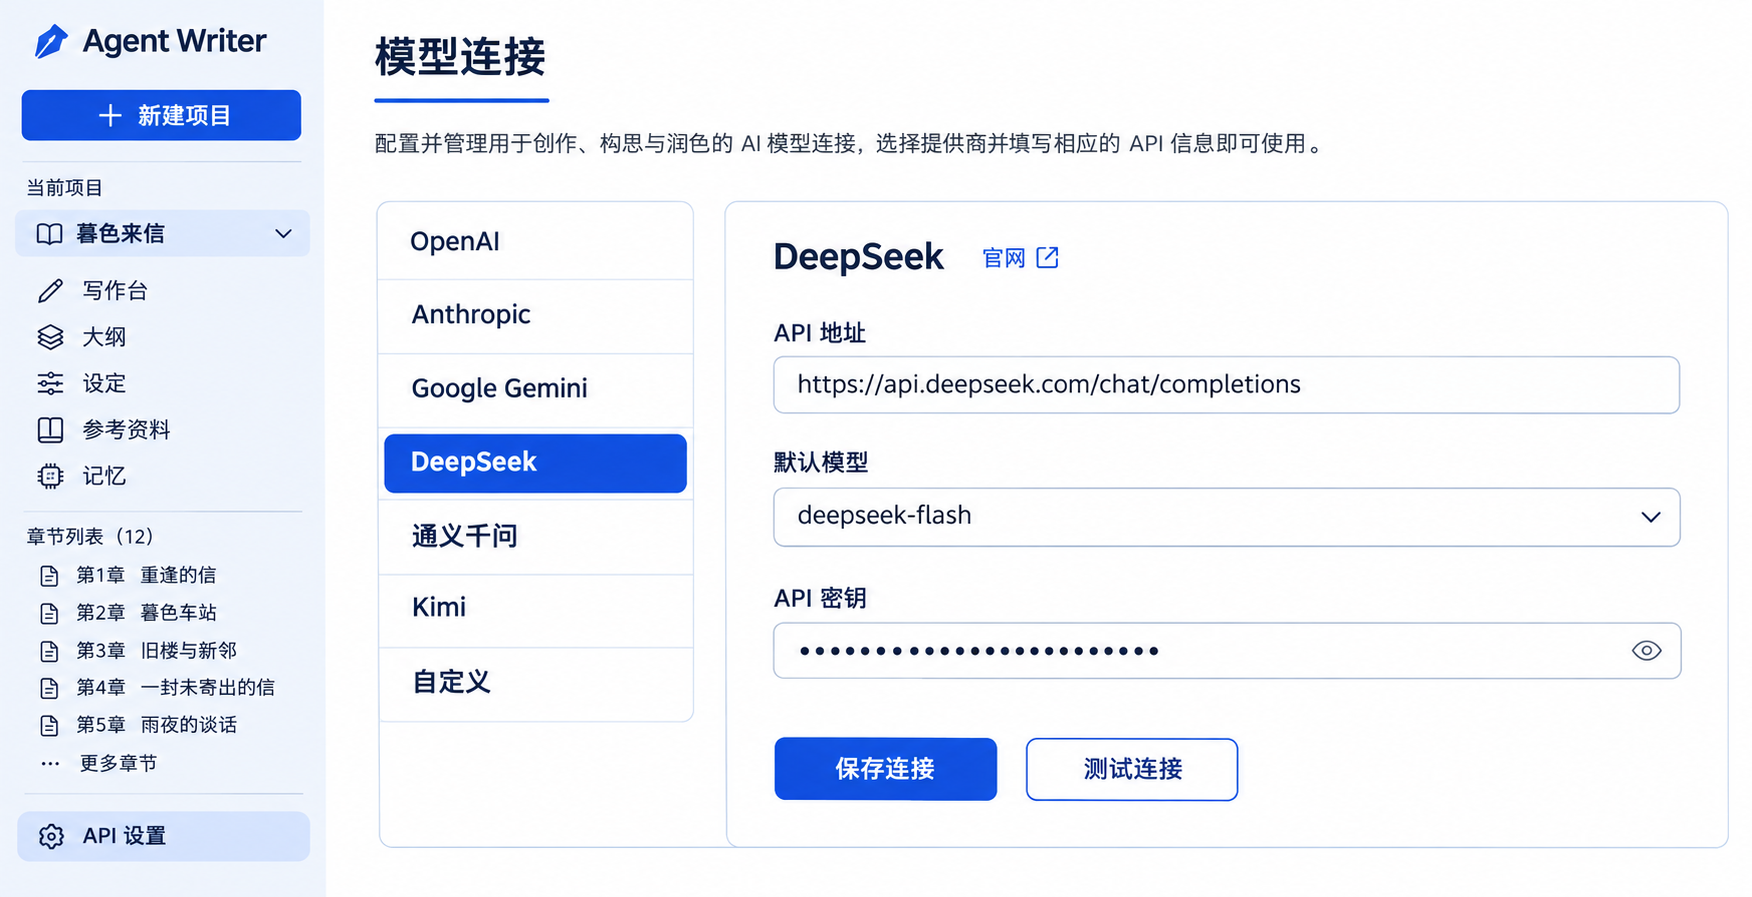 Agent Writer
新建项目
当前项目
暮色来信
写作台
大纲
设定
参考资料
记忆
章节列表（12）
第1章 重逢的信
第2章 暮色车站
第3章 旧楼与新邻
第4章 一封未寄出的信
第5章 雨夜的谈话
··· 更多章节
API 设置
模型连接
配置并管理用于创作、构思与润色的 AI 模型连接，选择提供商并填写相应的 API 信息即可使用。
OpenAI
Anthropic
Google Gemini
DeepSeek
通义千问
Kimi
自定义
DeepSeek 官网
API 地址
https://api.deepseek.com/chat/completions
默认模型
deepseek-flash
API 密钥
••••••••••••••••••••••••
保存连接 测试连接